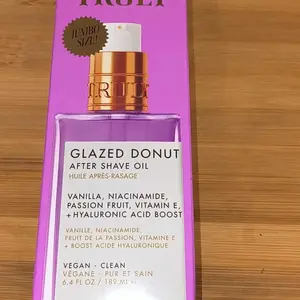 TRULY
JUMBO
SIZE!
TRULY
GLAZED DONUT
AFTER SHAVE OIL
HUILE APRÈS-RASAGE
VANILLA, NIACINAMIDE,
PASSION FRUIT, VITAMIN E,
+ HYALURONIC ACID BOOST
VANILLE, NIACINAMIDE,
FRUIT DE LA PASSION, VITAMINE E
+ BOOST ACIDE HYALURONIQUE
VEGAN - CLEAN
VÉGANE - PUR ET SAIN
6.4 FL OZ / 189 ML ℮